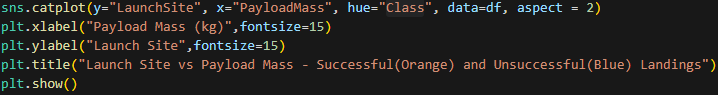 sns.catplot(y="LaunchSite", x="PayloadMass", hue="Class", data=df, aspect = 2)
plt.xlabel("Payload Mass (kg)",fontsize=15)
plt.ylabel("Launch Site",fontsize=15)
plt.title("Launch Site vs Payload Mass - Successful(Orange) and Unsuccessful(Blue) Landings")
plt.show()